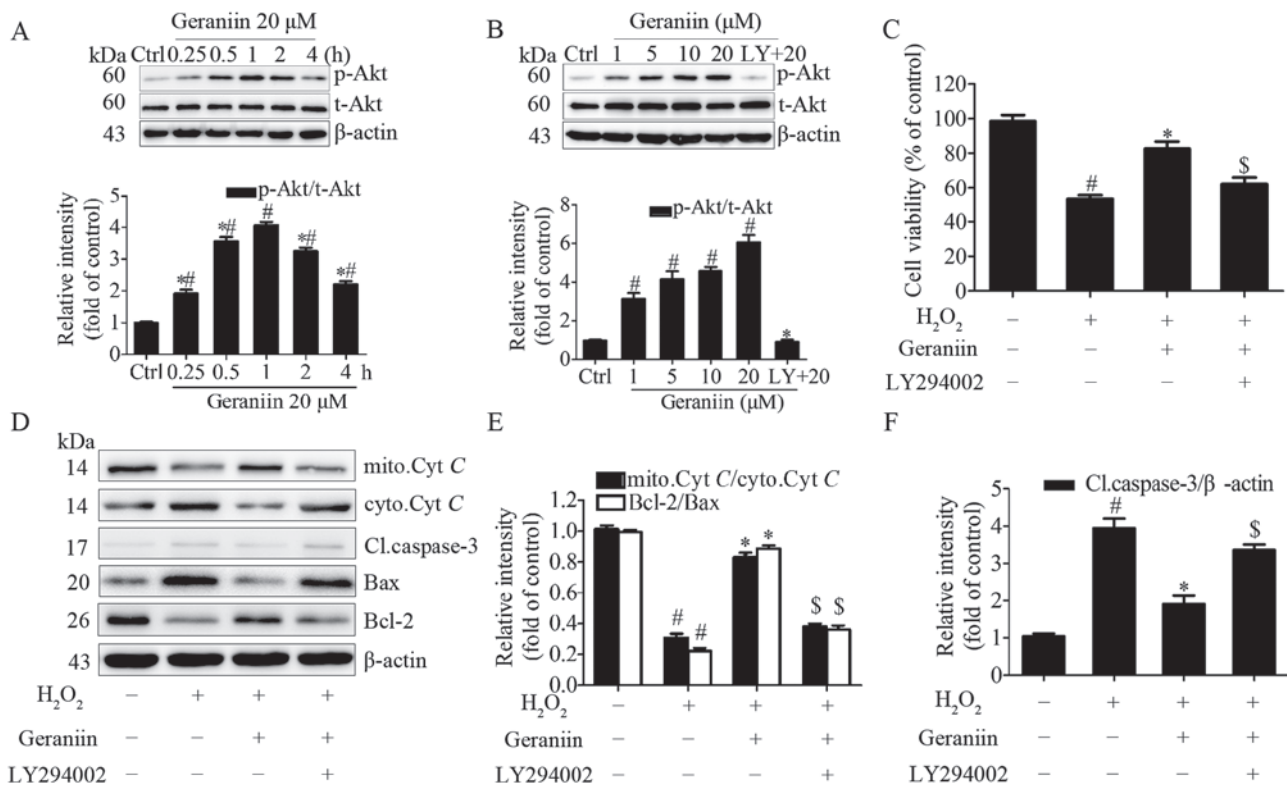 A
Geraniin 20 μM
kDa Ctrl 0.25 0.5 1 2 4 (h)
60 p-Akt
60 t-Akt
43 β-actin
p-Akt/t-Akt
Relative intensity
(fold of control)
5
4
3
2
1
0
*# *# # *# *#
Ctrl 0.25 0.5 1 2 4 h
Geraniin 20 μM
B
Geraniin (μM)
kDa Ctrl 1 5 10 20 LY+20
60 p-Akt
60 t-Akt
43 β-actin
p-Akt/t-Akt
Relative intensity
(fold of control)
8
4
0
# # # # *
Ctrl 1 5 10 20 LY+20
Geraniin (μM)
C
Cell viability (% of control)
120
100
80
60
40
20
0
# * $
H2O2 – + + +
Geraniin – – + +
LY294002 – – – +
D
kDa
14 mito.Cyt C
14 cyto.Cyt C
17 Cl.caspase-3
20 Bax
26 Bcl-2
43 β-actin
H2O2 – + + +
Geraniin – – + +
LY294002 – – – +
E
mito.Cyt C/cyto.Cyt C
Bcl-2/Bax
Relative intensity
(fold of control)
1.2
1.0
0.8
0.6
0.4
0.2
0.0
# # * * $ $
H2O2 – + + +
Geraniin – – + +
LY294002 – – – +
F
Cl.caspase-3/β -actin
Relative intensity
(fold of control)
5
4
3
2
1
0
# * $
H2O2 – + + +
Geraniin – – + +
LY294002 – – – +